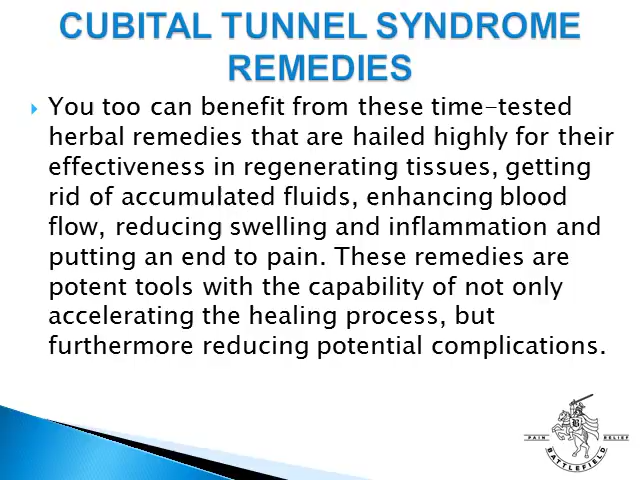 CUBITAL TUNNEL SYNDROME
REMEDIES
You too can benefit from these time-tested
herbal remedies that are hailed highly for their
effectiveness in regenerating tissues, getting
rid of accumulated fluids, enhancing blood
flow, reducing swelling and inflammation and
putting an end to pain. These remedies are
potent tools with the capability of not only
accelerating the healing process, but
furthermore reducing potential complications.
B
PAIN RELIEF
BATTLEFIELD